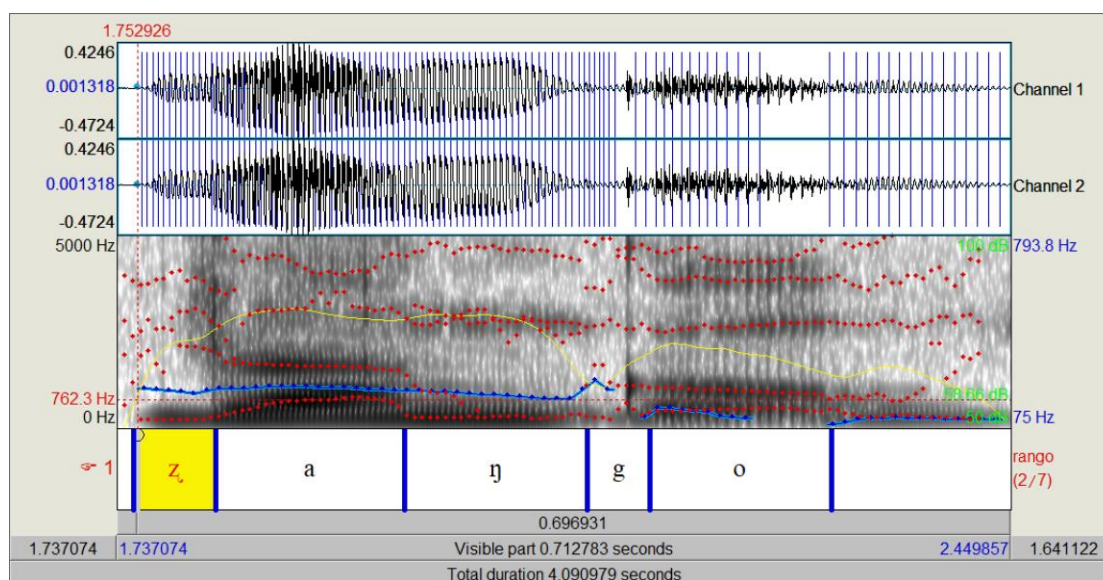 1.752926
0.4246
0.001318
-0.4724
Channel 1
0.4246
0.001318
-0.4724
Channel 2
5000 Hz
100 dB
793.8 Hz
762.3 Hz
0 Hz
50 dB
75 Hz
☞ 1
ʐ a ŋ g o
rango
(2/7)
0.696931
1.737074 1.737074 Visible part 0.712783 seconds 2.449857 1.641122
Total duration 4.090979 seconds